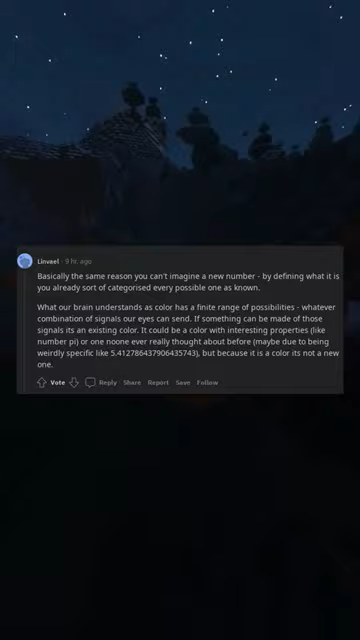 Linvael · 9 hr. ago
Basically the same reason you can't imagine a new number - by defining what it is
you already sort of categorised every possible one as known.
What our brain understands as color has a finite range of possibilities - whatever
combination of signals our eyes can send. If something can be made of those
signals its an existing color. It could be a color with interesting properties (like
number pi) or one noone ever really thought about before (maybe due to being
weirdly specific like 5.412786437906435743), but because it is a color its not a new
one.
Vote Reply Share Report Save Follow